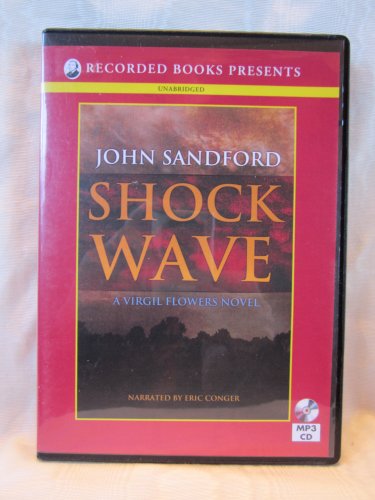 RECORDED BOOKS PRESENTS
UNABRIDGED
JOHN SANDFORD
SHOCK
WAVE
A VIRGIL FLOWERS NOVEL
NARRATED BY ERIC CONGER
MP3
CD